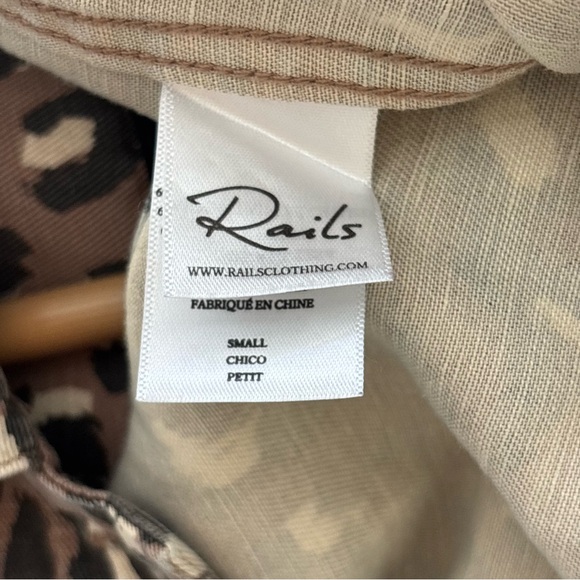 Rails
WWW.RAILSCLOTHING.COM
FABRIQUÉ EN CHINE
SMALL
CHICO
PETIT